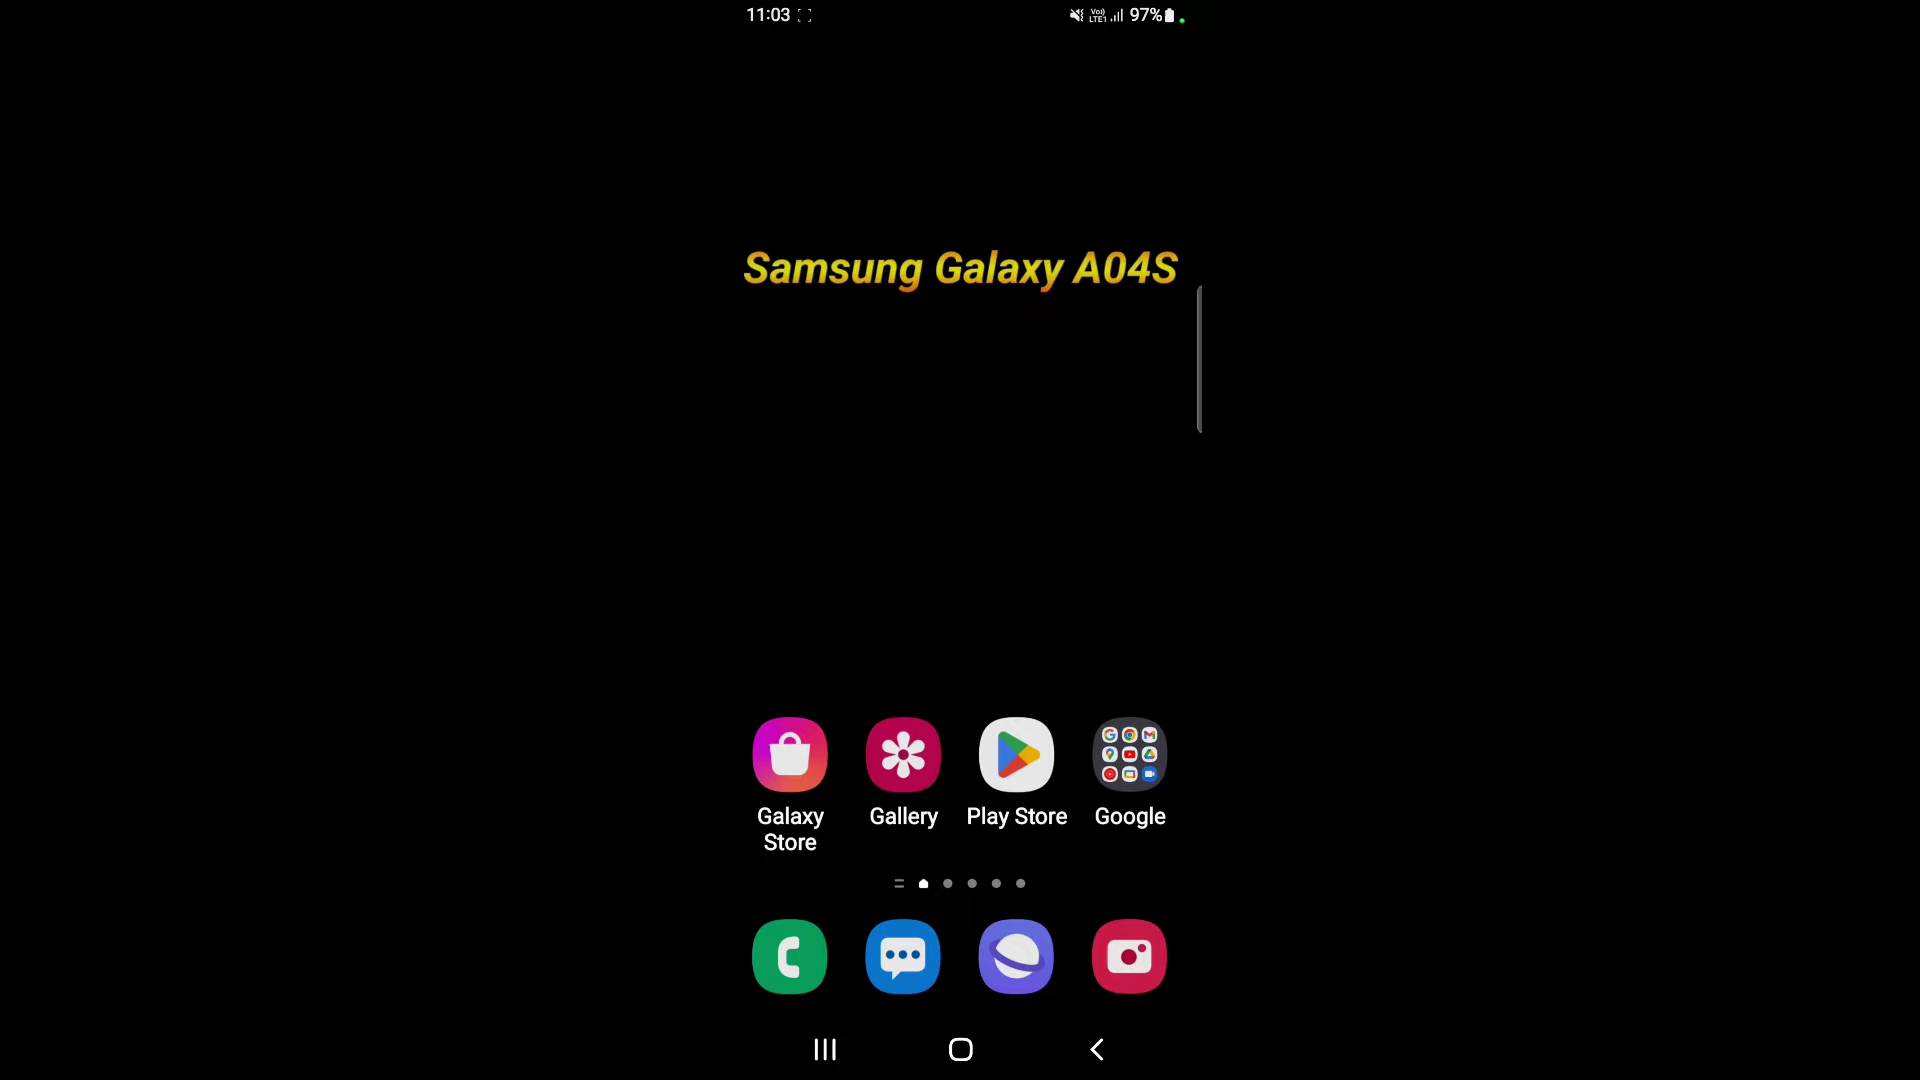 11:03 97%
Samsung Galaxy A04S
Galaxy Store
Gallery
Play Store
Google